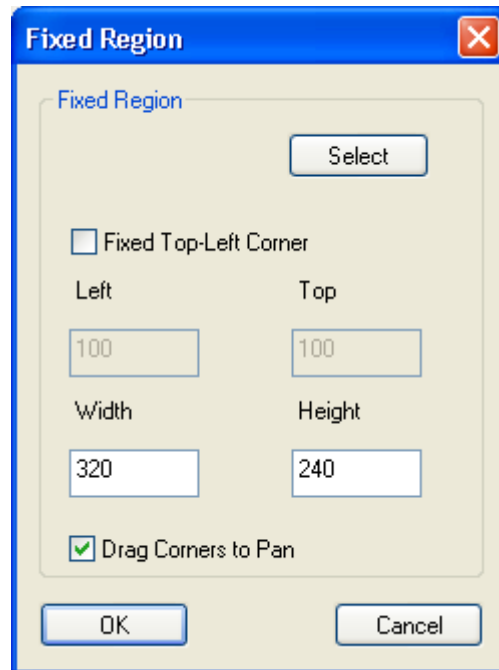 Fixed Region
Fixed Region
Select
Fixed Top-Left Corner
Left Top
100 100
Width Height
320 240
Drag Corners to Pan
OK Cancel